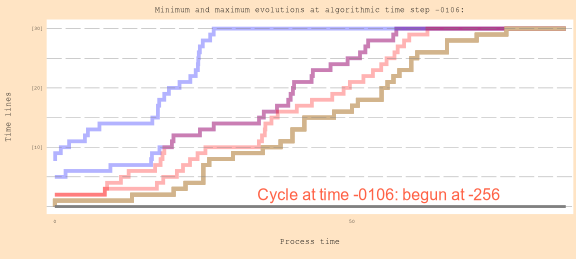 Minimum and maximum evolutions at algorithmic time step -0106:
[30]
[20]
[10]
Time lines
Cycle at time -0106: begun at -256
0
50
Process time